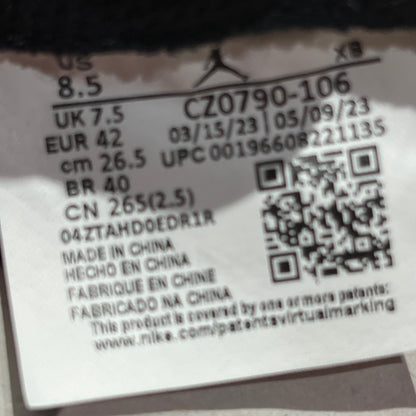 US XB
8.5 CZ0790-106
UK 7.5 03/15/23 | 05/09/23
EUR 42 UPC 00196608221135
cm 26.5
BR 40
CN 265(2.5)
04ZTAHD0EDR1R
MADE IN CHINA
HECHO EN CHINA
FABRIQUE EN CHINE
FABRICADO NA CHINA
This product is covered by one or more patents:
www.nike.com/patentsvirtualmarking